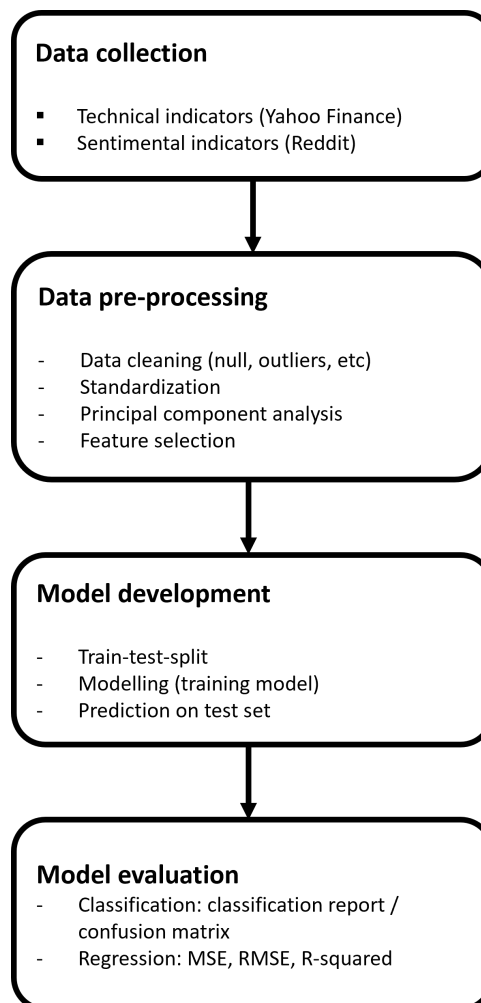 Data collection
▪ Technical indicators (Yahoo Finance)
▪ Sentimental indicators (Reddit)
Data pre-processing
- Data cleaning (null, outliers, etc)
- Standardization
- Principal component analysis
- Feature selection
Model development
- Train-test-split
- Modelling (training model)
- Prediction on test set
Model evaluation
- Classification: classification report /
confusion matrix
- Regression: MSE, RMSE, R-squared